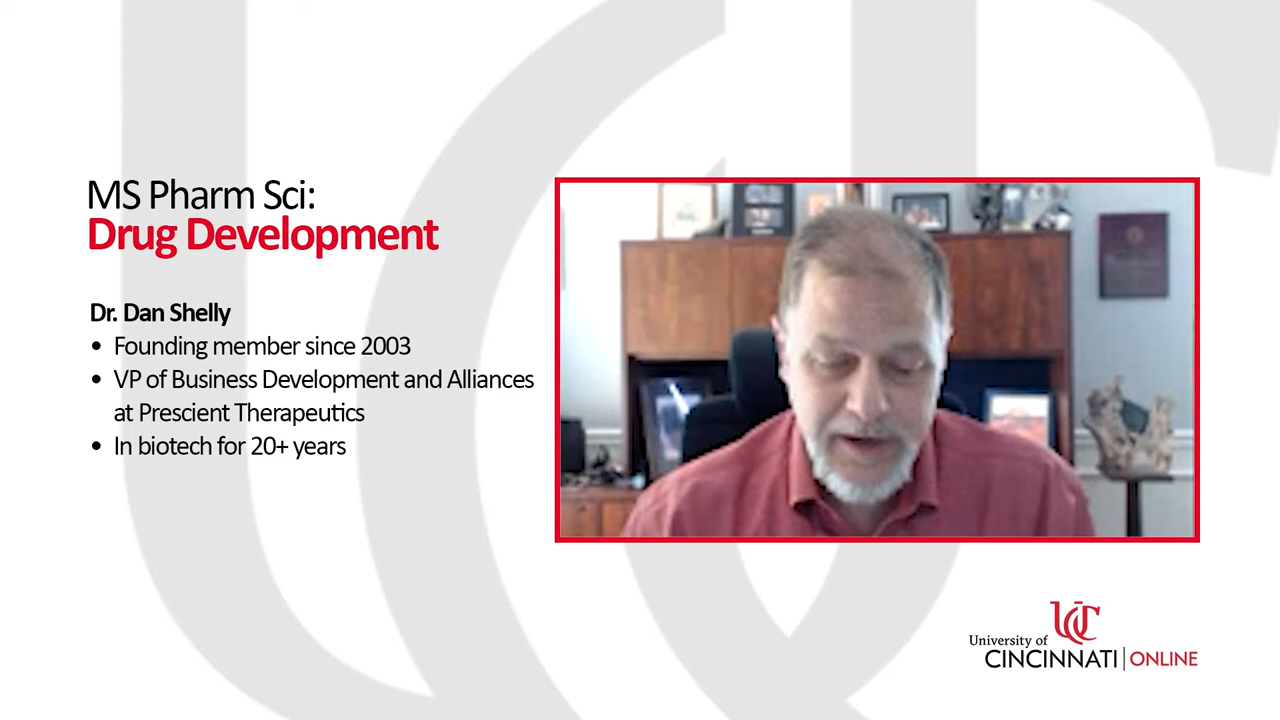 MS Pharm Sci:
Drug Development
Dr. Dan Shelly
• Founding member since 2003
• VP of Business Development and Alliances
at Prescient Therapeutics
• In biotech for 20+ years
UC
University of
CINCINNATI | ONLINE